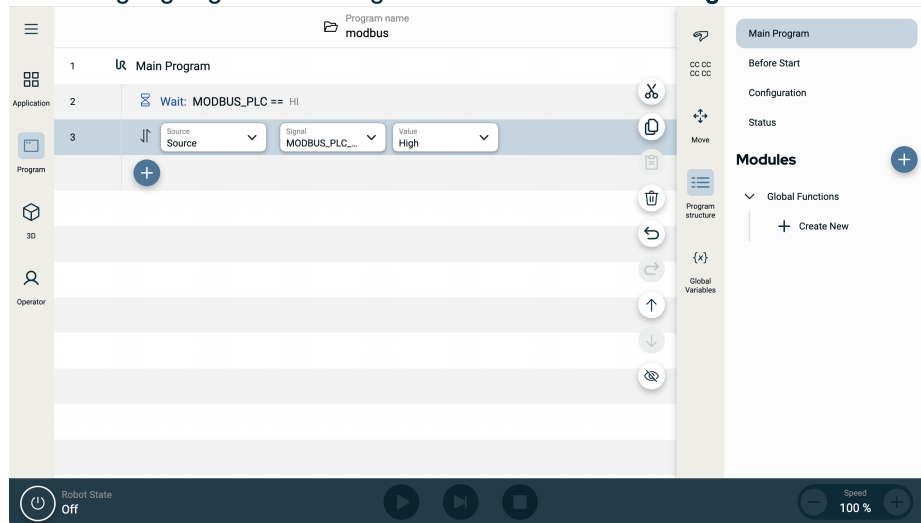 Program name
modbus
1 Main Program
2 Wait: MODBUS_PLC == HI
3 Source Source Signal MODBUS_PLC_... Value High
Application
Program
3D
Operator
CC CC
CC CC
Move
Program
structure
{x}
Global
Variables
Main Program
Before Start
Configuration
Status
Modules
Global Functions
Create New
Robot State
Off
Speed
100 %